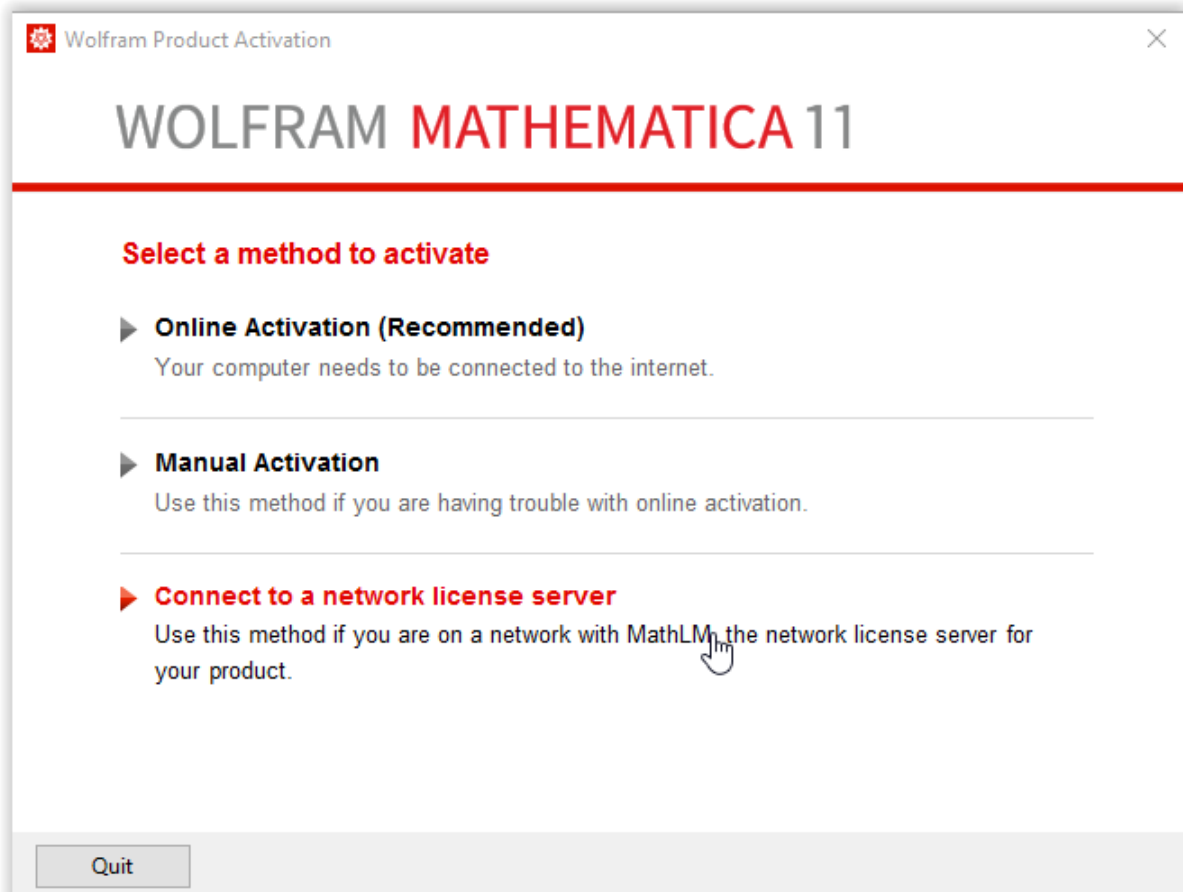 Wolfram Product Activation
WOLFRAM MATHEMATICA 11
Select a method to activate
Online Activation (Recommended)
Your computer needs to be connected to the internet.
Manual Activation
Use this method if you are having trouble with online activation.
Connect to a network license server
Use this method if you are on a network with MathLM, the network license server for
your product.
Quit